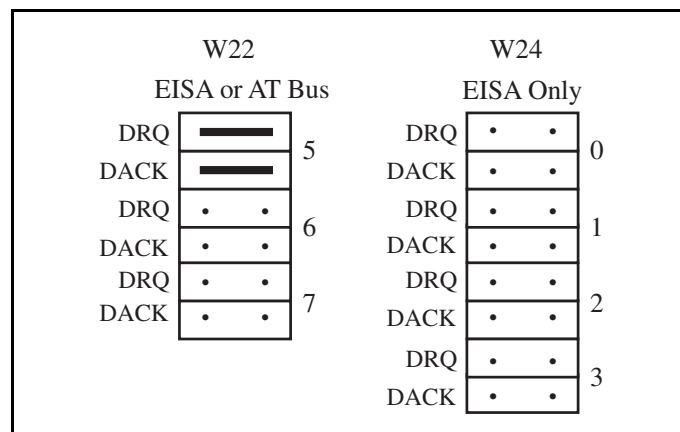 W22
EISA or AT Bus
DRQ
DACK
5
DRQ
DACK
6
DRQ
DACK
7
W24
EISA Only
DRQ
DACK
0
DRQ
DACK
1
DRQ
DACK
2
DRQ
DACK
3